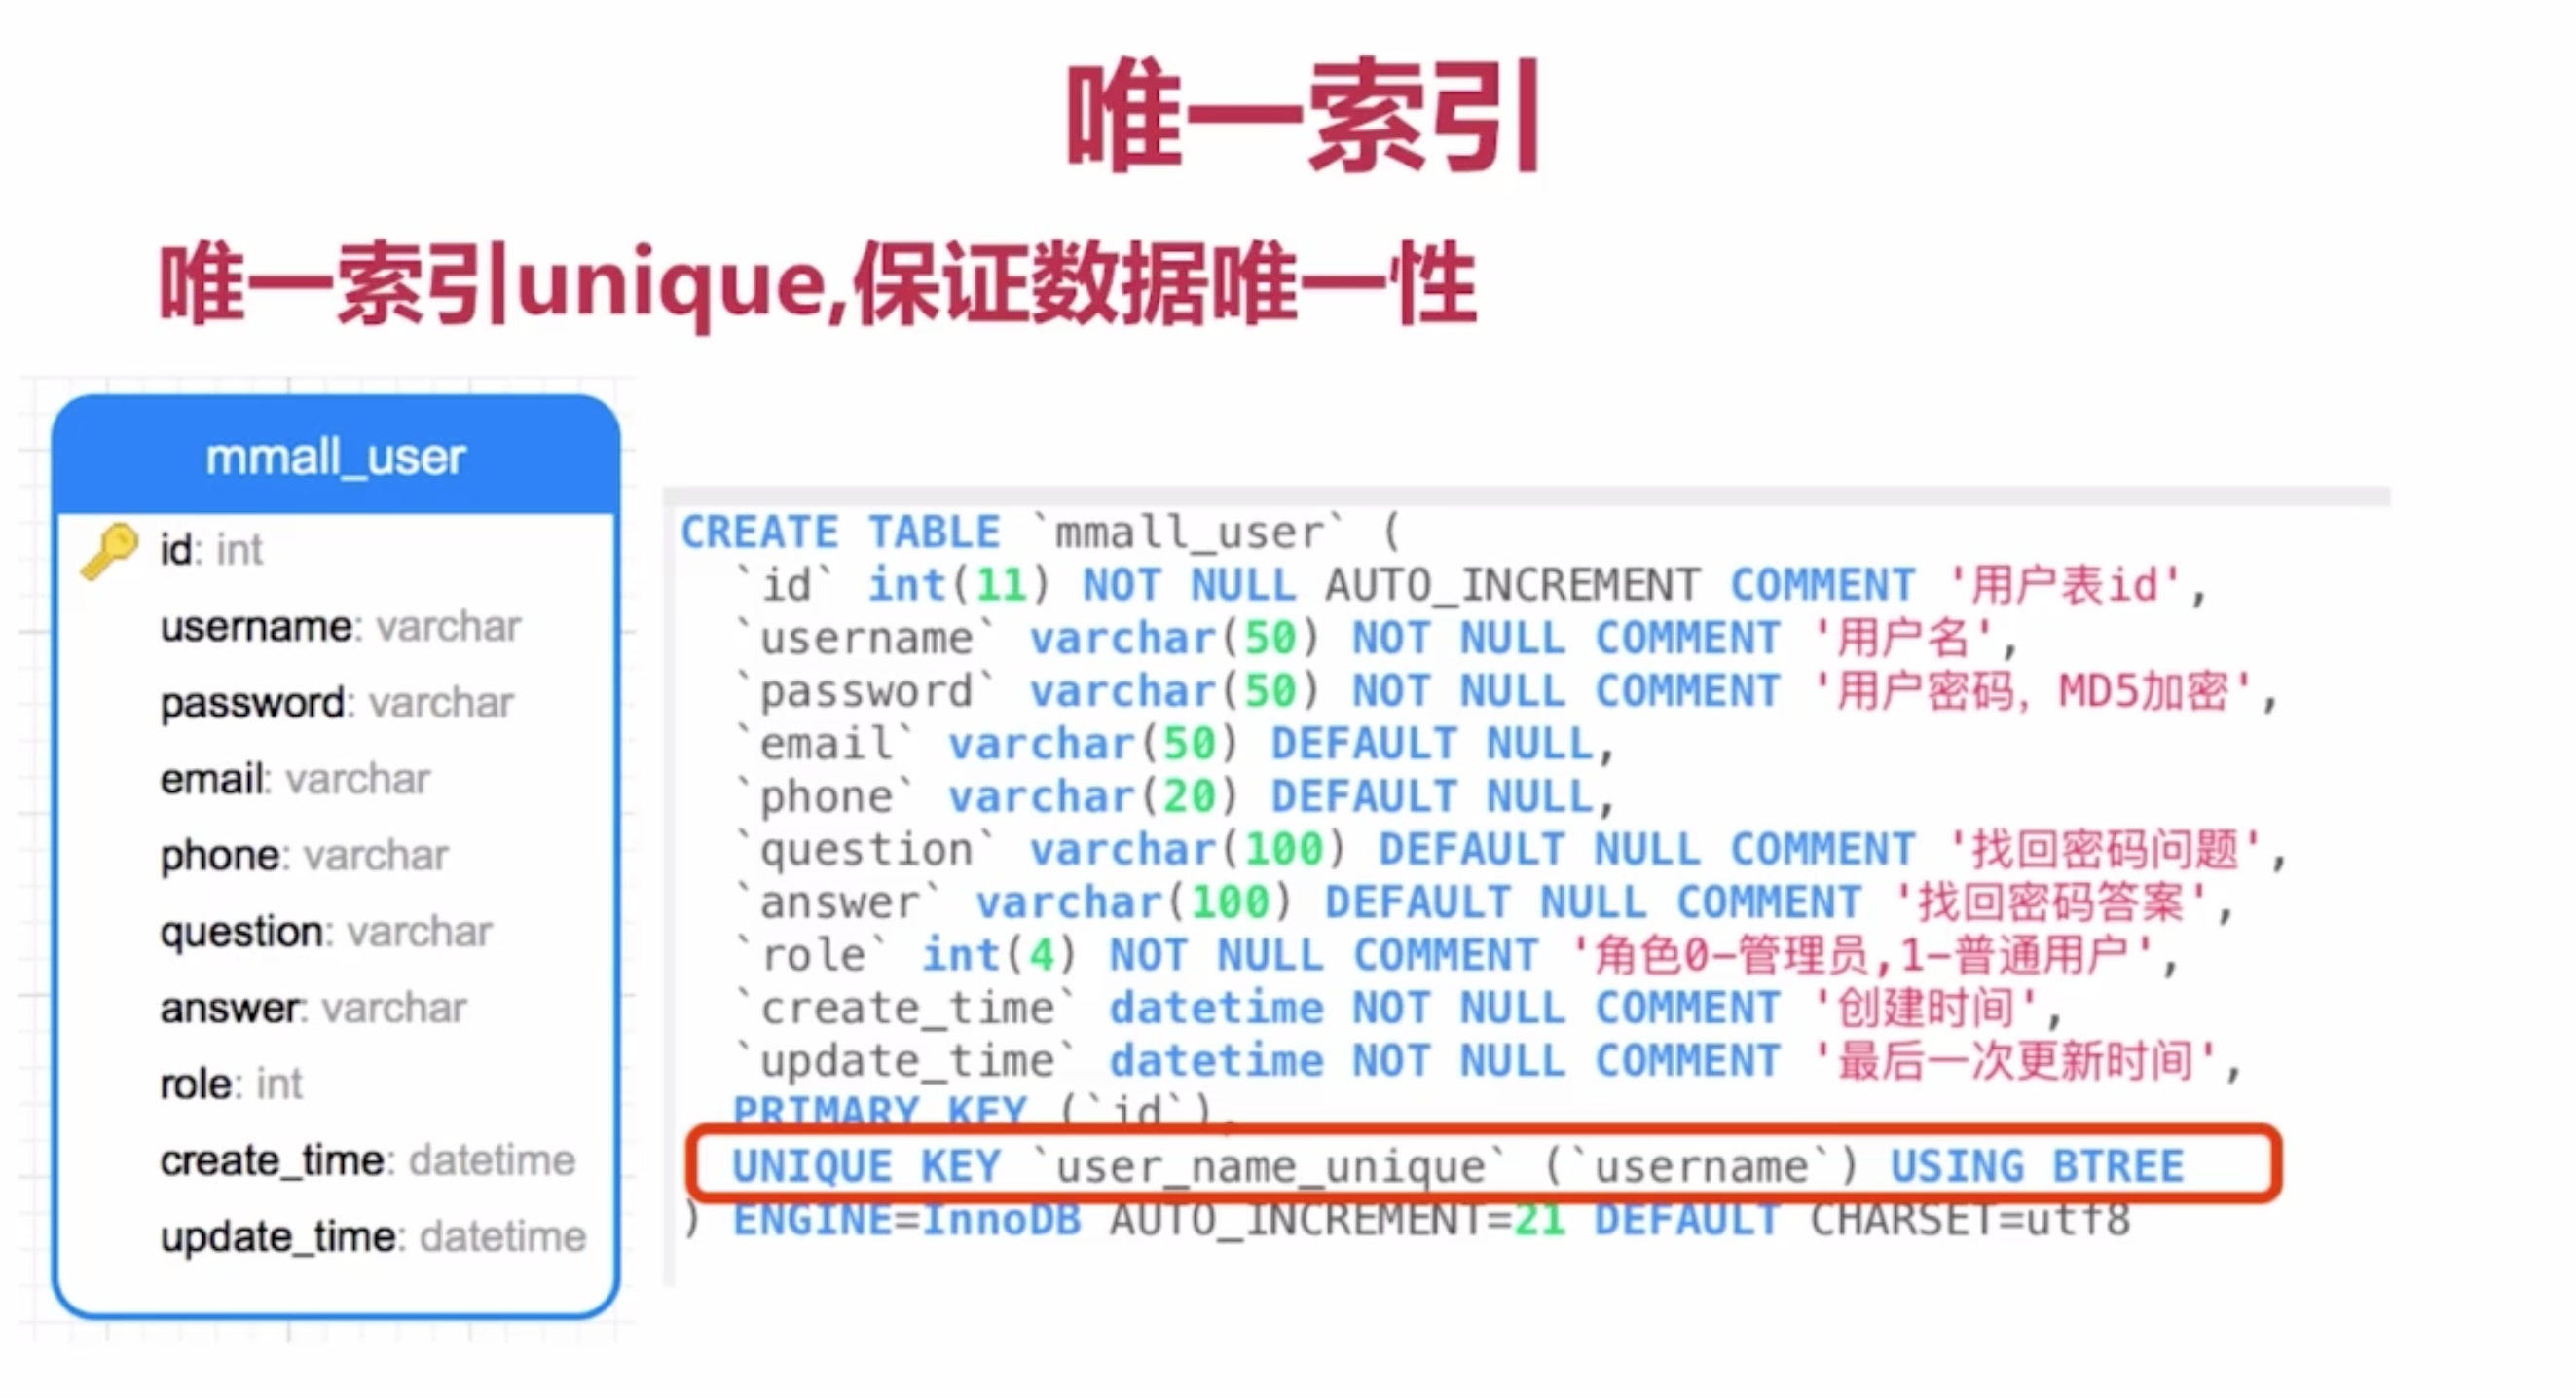 唯一索引
唯一索引unique,保证数据唯一性
mmall_user
id: int
username: varchar
password: varchar
email: varchar
phone: varchar
question: varchar
answer: varchar
role: int
create_time: datetime
update_time: datetime
CREATE TABLE `mmall_user` (
`id` int(11) NOT NULL AUTO_INCREMENT COMMENT '用户表id',
`username` varchar(50) NOT NULL COMMENT '用户名',
`password` varchar(50) NOT NULL COMMENT '用户密码，MD5加密',
`email` varchar(50) DEFAULT NULL,
`phone` varchar(20) DEFAULT NULL,
`question` varchar(100) DEFAULT NULL COMMENT '找回密码问题',
`answer` varchar(100) DEFAULT NULL COMMENT '找回密码答案',
`role` int(4) NOT NULL COMMENT '角色0-管理员,1-普通用户',
`create_time` datetime NOT NULL COMMENT '创建时间',
`update_time` datetime NOT NULL COMMENT '最后一次更新时间',
PRIMARY KEY (`id`),
UNIQUE KEY `user_name_unique` (`username`) USING BTREE
) ENGINE=InnoDB AUTO_INCREMENT=21 DEFAULT CHARSET=utf8